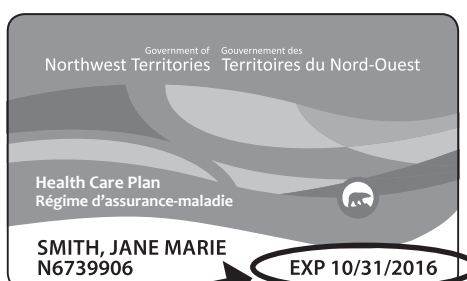 Government of Gouvernement des
Northwest Territories Territoires du Nord-Ouest
Health Care Plan
Régime d'assurance-maladie
SMITH, JANE MARIE
N6739906
EXP 10/31/2016